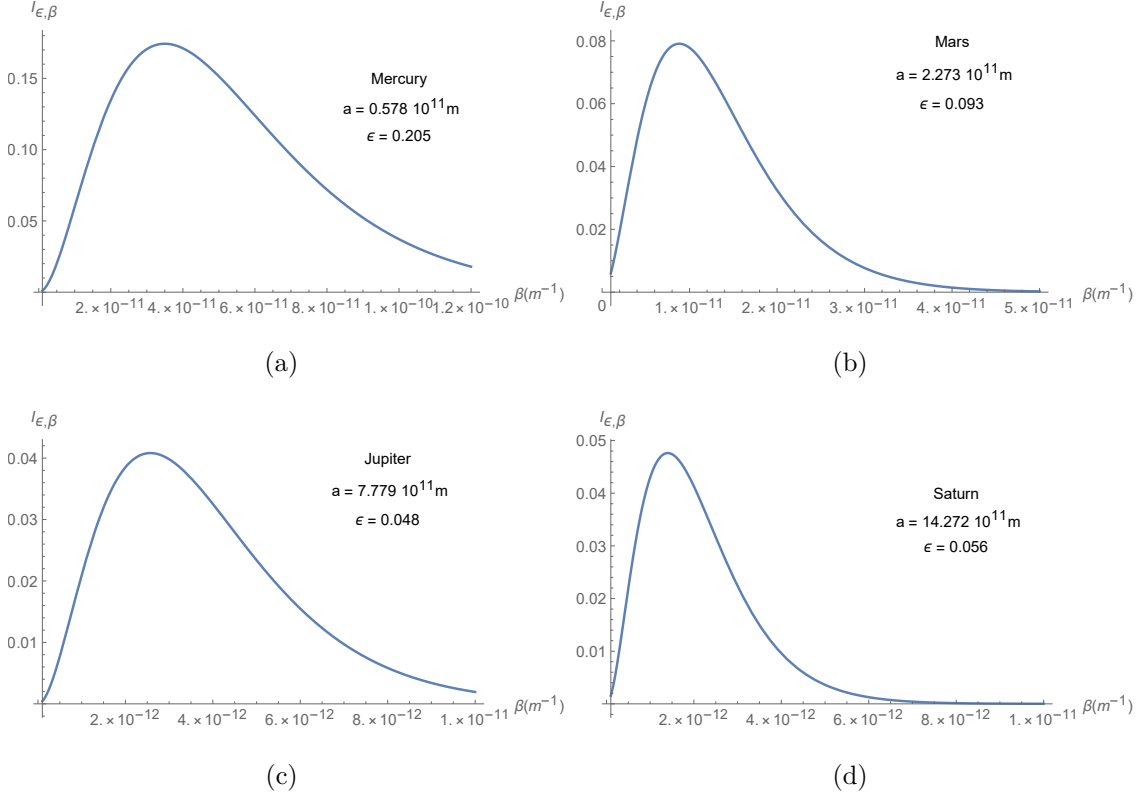 I_ϵ,β
0.15
0.10
0.05
Mercury
a = 0.578 10^11 m
ϵ = 0.205
2.×10^-11 4.×10^-11 6.×10^-11 8.×10^-11 1.×10^-10 1.2×10^-10 β(m^-1)
(a)
I_ϵ,β
0.08
0.06
0.04
0.02
Mars
a = 2.273 10^11 m
ϵ = 0.093
0 1.×10^-11 2.×10^-11 3.×10^-11 4.×10^-11 5.×10^-11 β(m^-1)
(b)
I_ϵ,β
0.04
0.03
0.02
0.01
Jupiter
a = 7.779 10^11 m
ϵ = 0.048
2.×10^-12 4.×10^-12 6.×10^-12 8.×10^-12 1.×10^-11 β(m^-1)
(c)
I_ϵ,β
0.05
0.04
0.03
0.02
0.01
Saturn
a = 14.272 10^11 m
ϵ = 0.056
2.×10^-12 4.×10^-12 6.×10^-12 8.×10^-12 1.×10^-11 β(m^-1)
(d)